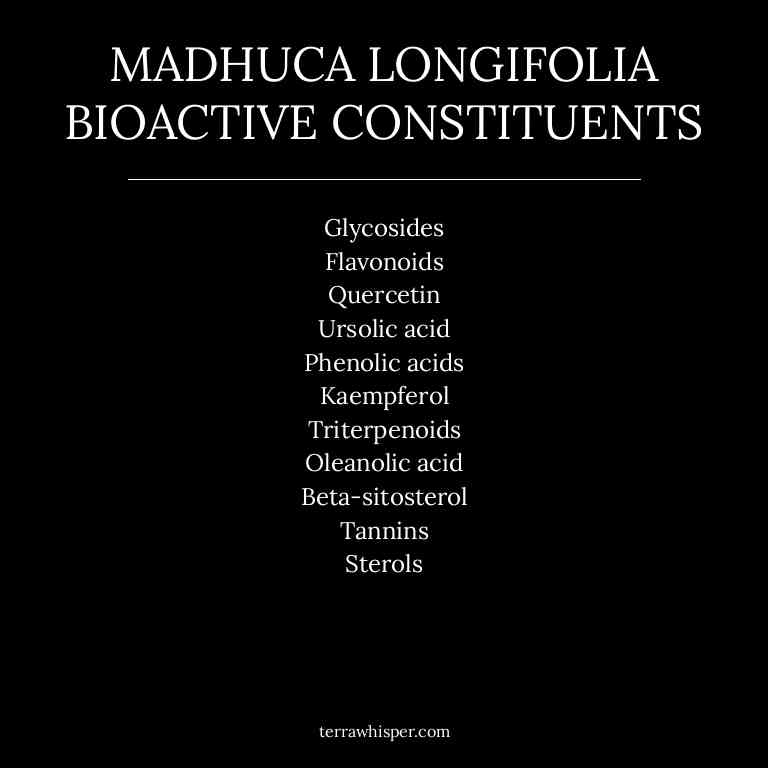 MADHUCA LONGIFOLIA
BIOACTIVE CONSTITUENTS
Glycosides
Flavonoids
Quercetin
Ursolic acid
Phenolic acids
Kaempferol
Triterpenoids
Oleanolic acid
Beta-sitosterol
Tannins
Sterols
terrawhisper.com